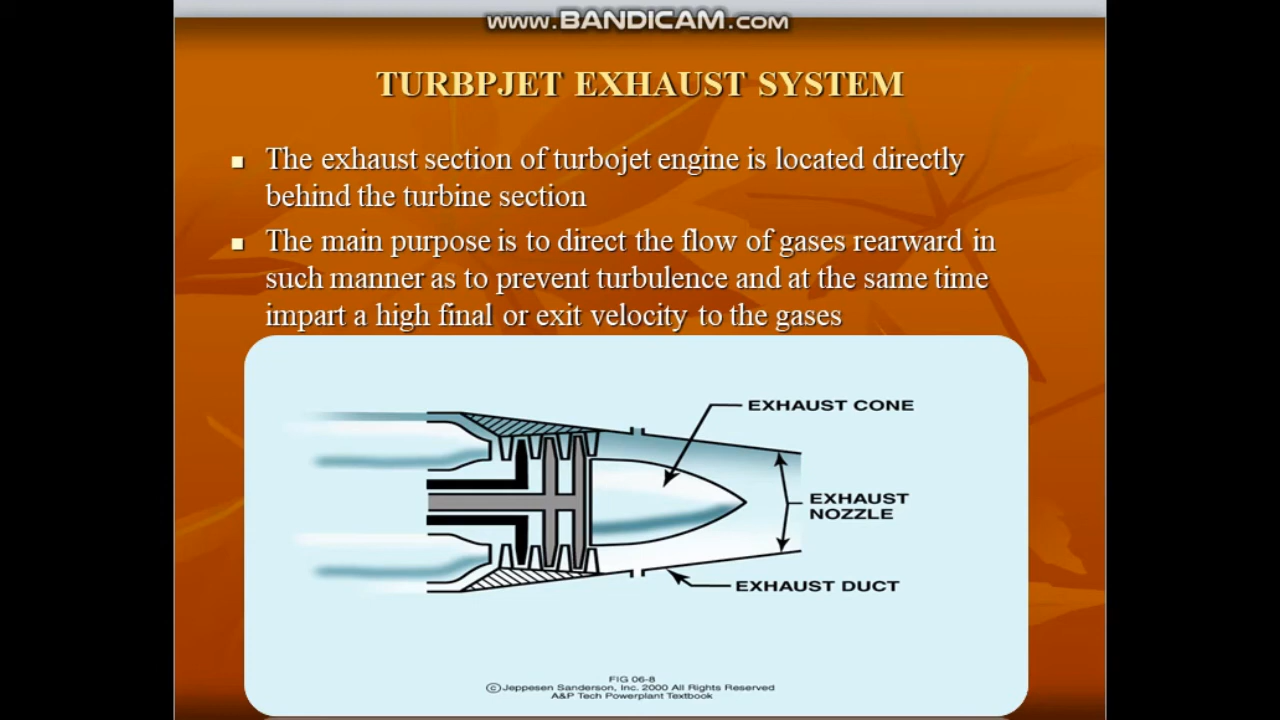 www.BANDICAM.com
TURBPJET EXHAUST SYSTEM
The exhaust section of turbojet engine is located directly
behind the turbine section
The main purpose is to direct the flow of gases rearward in
such manner as to prevent turbulence and at the same time
impart a high final or exit velocity to the gases
EXHAUST CONE
EXHAUST
NOZZLE
EXHAUST DUCT
FIG 06-8
©Jeppesen Sanderson, Inc. 2000 All Rights Reserved
A&P Tech Powerplant Textbook